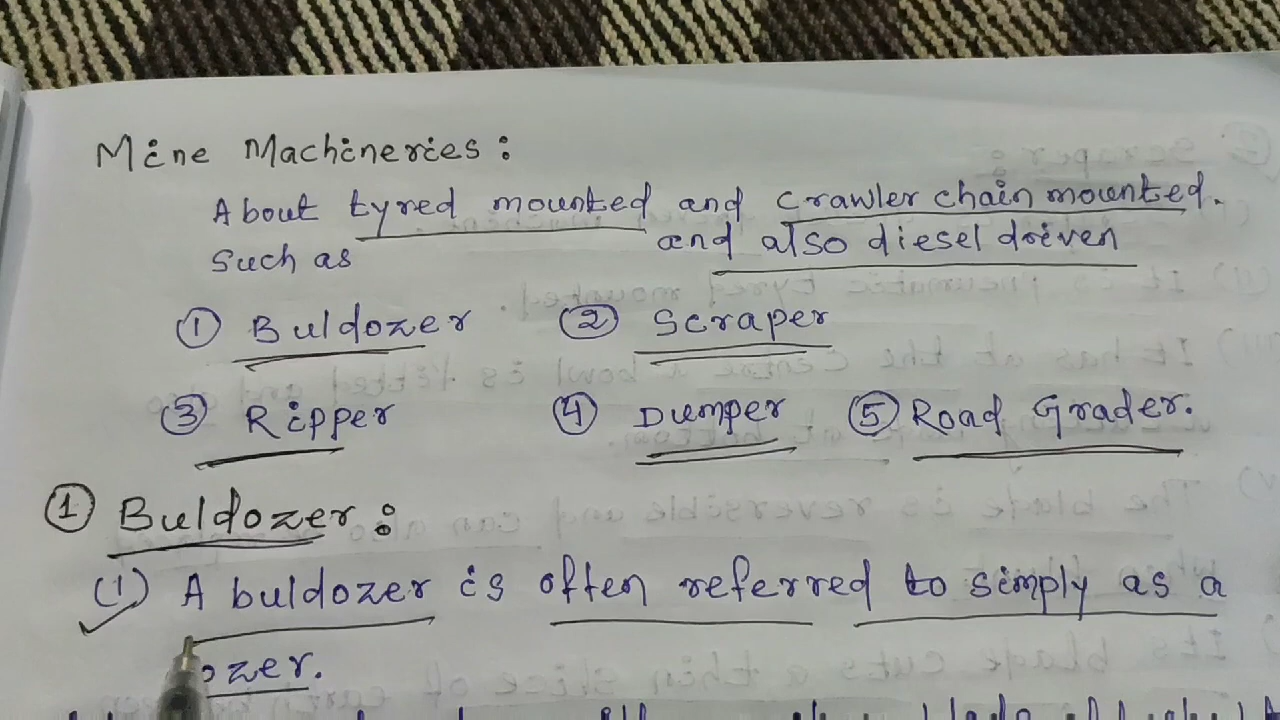 Mine Machineries:
About tyred mounted and crawler chain mounted.
and also diesel driven
Such as
① Buldozer ② Scraper
③ Ripper ④ Dumper ⑤ Road Grader.
① Buldozer:
(1) A buldozer is often referred to simply as a
ozer.